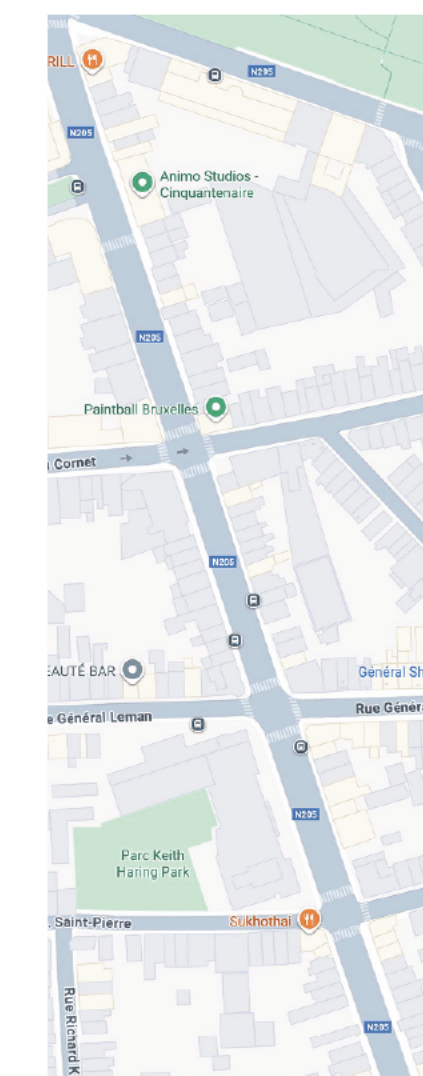 RILL
N295
N205
Animo Studios -
Cinquantenaire
N205
Paintball Bruxelles
Cornet
N205
EAUTÉ BAR
Général Sh
e Général Leman
Rue Généra
N205
Parc Keith
Haring Park
Saint-Pierre
Sukhothai
Rue Richard K
N205